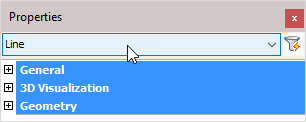 Properties
Line
General
3D Visualization
Geometry